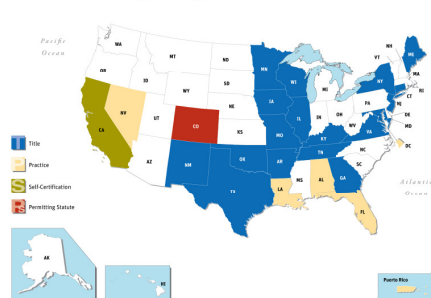 Pacific
Ocean
WA
OR
MT
ND
ID
SD
WY
NE
NV
UT
CO
KS
CA
AZ
NM
OK
TX
MN
WI
IA
IL
MO
AR
LA
MS
AL
TN
KY
GA
FL
MI
IN
OH
WV
VA
NC
SC
PA
NY
VT
NH
ME
MA
RI
CT
NJ
DE
MD
DC
Atlantic
Ocean
T Title
P Practice
S Self-Certification
Ps Permitting Statute
AK
HI
Puerto Rico